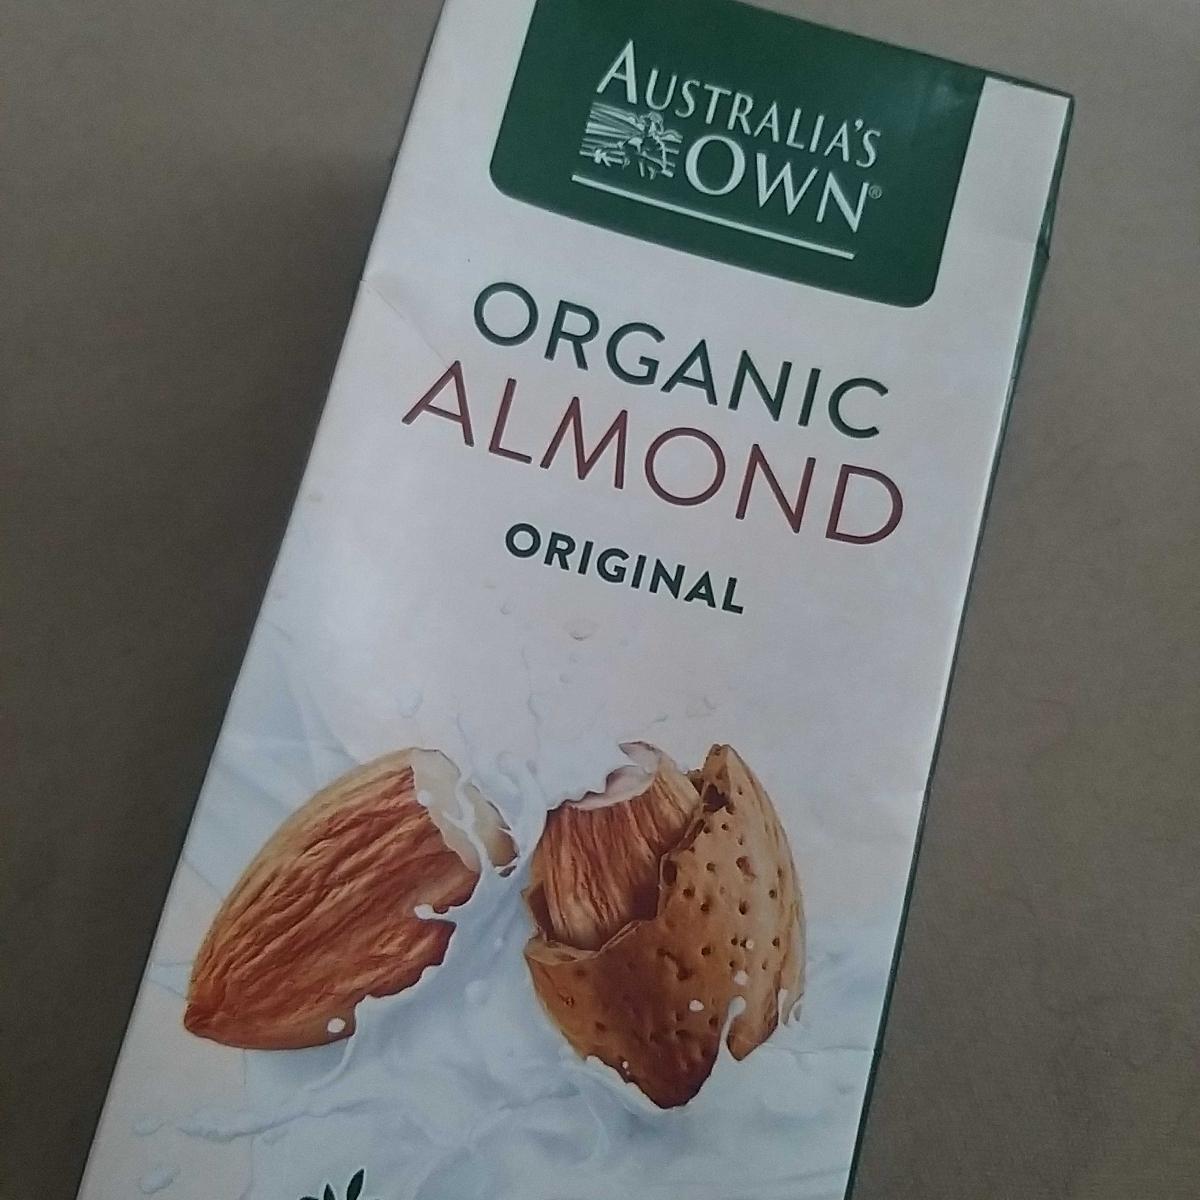 AUSTRALIA'S
OWN®
ORGANIC
ALMOND
ORIGINAL